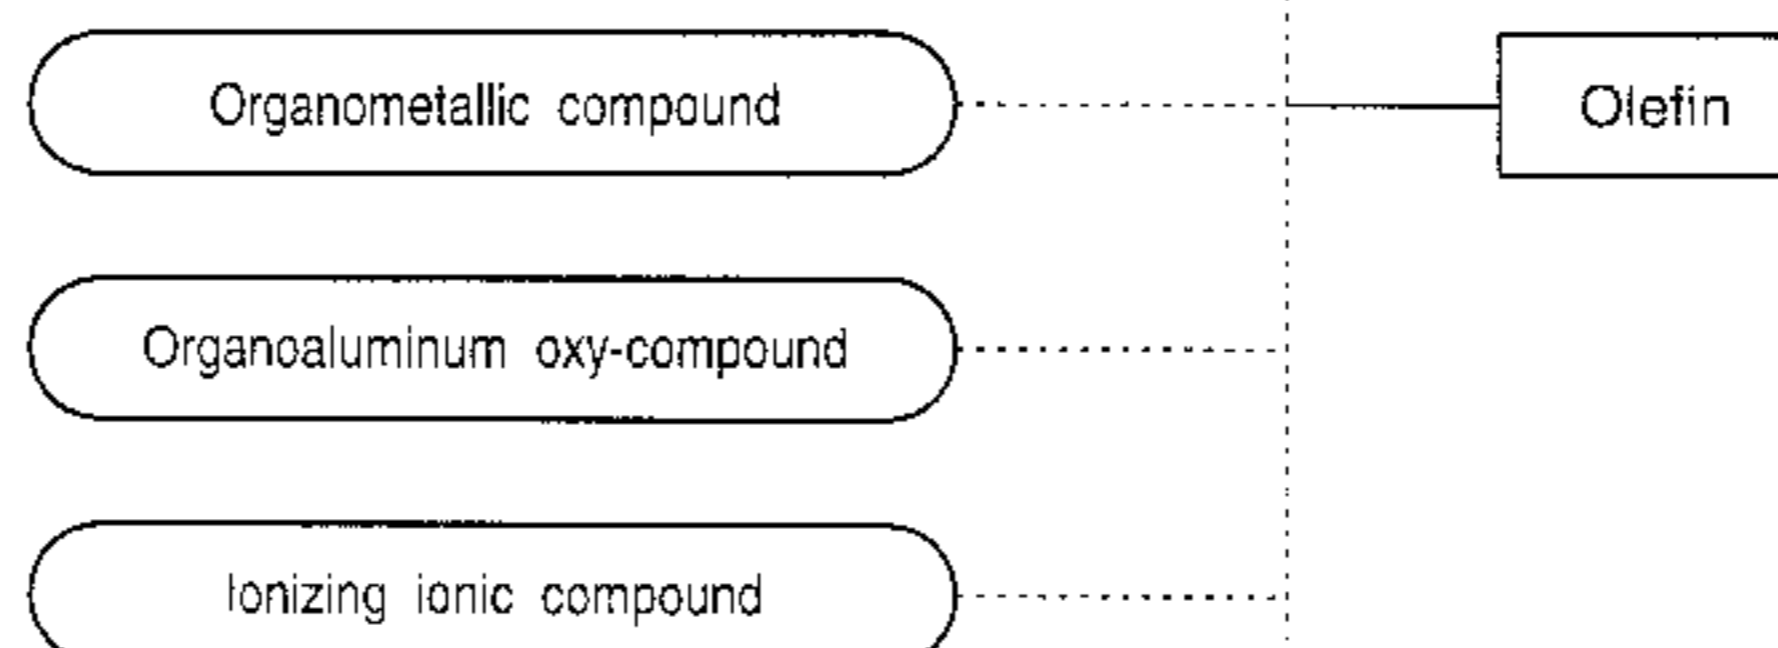 Organometallic compound
Olefin
Organoaluminum oxy-compound
Ionizing ionic compound